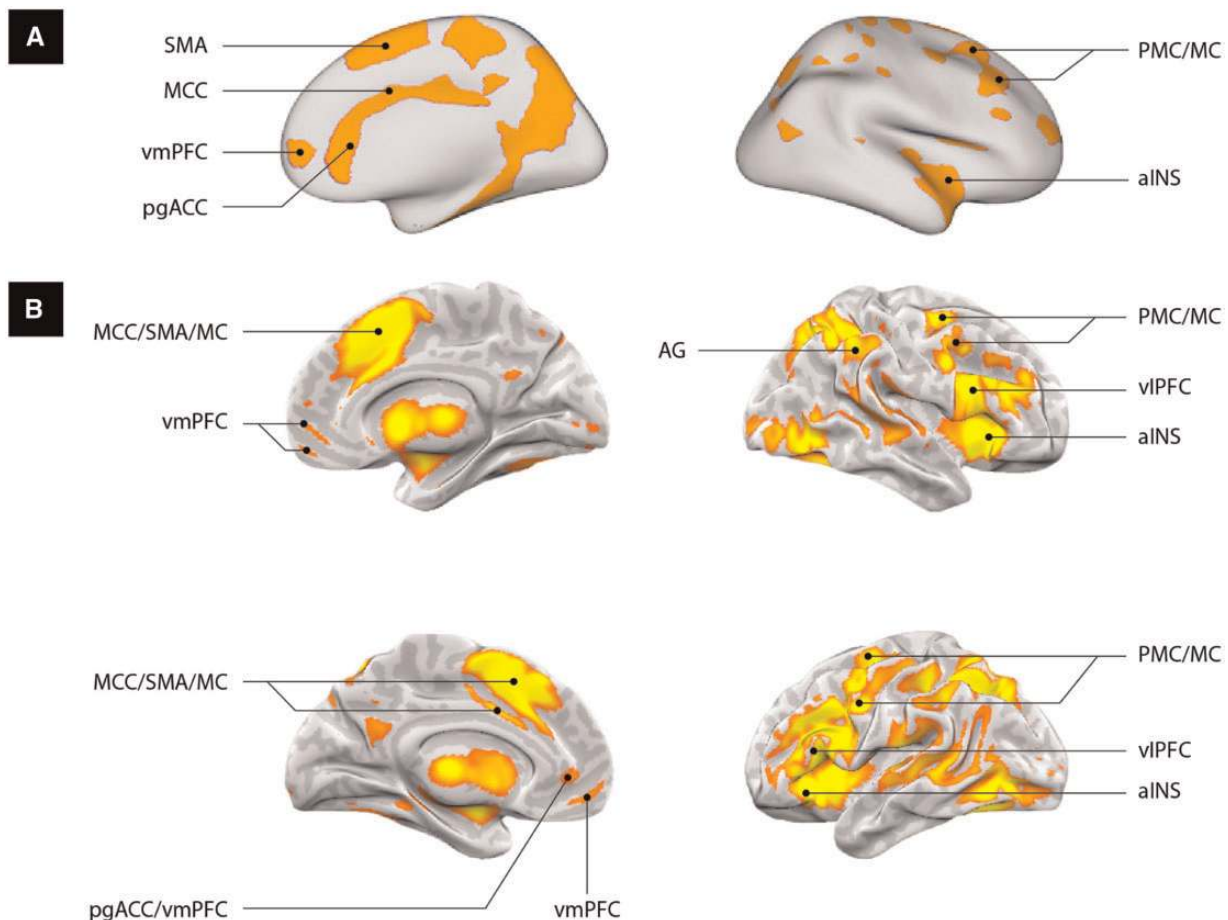 A
SMA
MCC
vmPFC
pgACC
PMC/MC
aINS
B
MCC/SMA/MC
vmPFC
AG
PMC/MC
vlPFC
aINS
MCC/SMA/MC
pgACC/vmPFC
vmPFC
PMC/MC
vlPFC
aINS